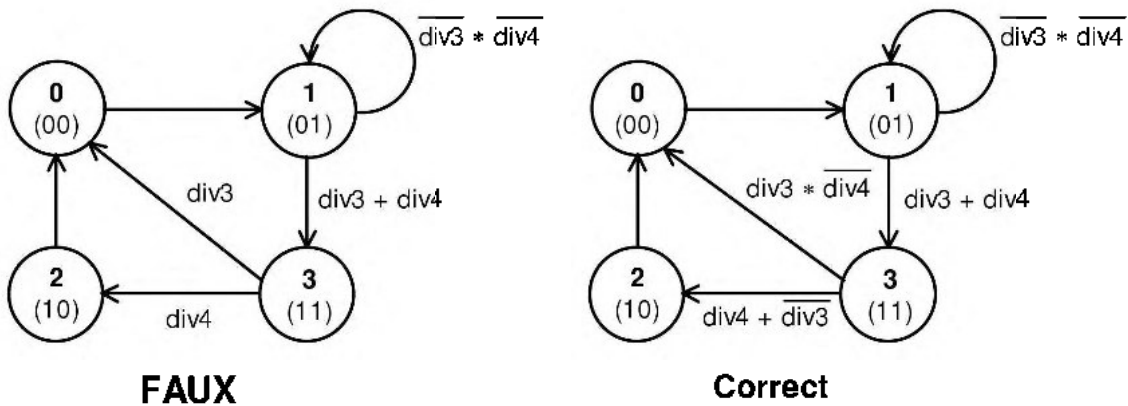 div3 * div4
0
(00)
1
(01)
div3
div3 + div4
2
(10)
3
(11)
div4
FAUX
div3 * div4
0
(00)
1
(01)
div3 * div4
div3 + div4
2
(10)
3
(11)
div4 + div3
Correct